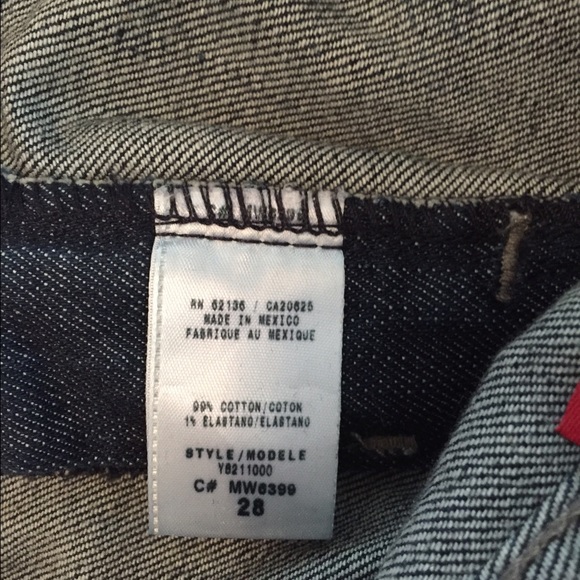 RN 62136 / CA20625
MADE IN MEXICO
FABRIQUE AU MEXIQUE
99% COTTON/COTON
1% ELASTANO/ELASTANO
STYLE/MODELE
Y8211000
C# MW6399
28